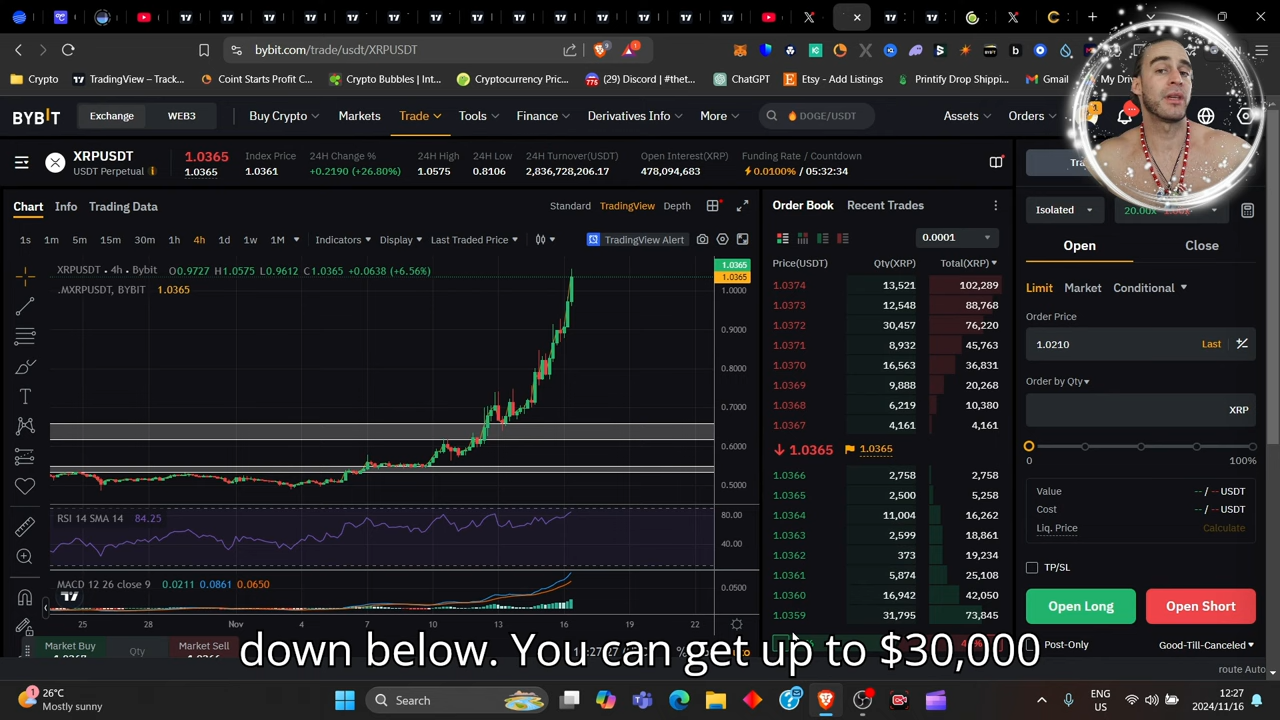 bybit.com/trade/usdt/XRPUSDT
Crypto
TradingView – Track...
Coint Starts Profit C...
Crypto Bubbles | Int...
Cryptocurrency Pric...
(29) Discord | #thet...
ChatGPT
Etsy - Add Listings
Printify Drop Shippin...
Gmail
My Driv
BYBIT
Exchange
WEB3
Buy Crypto
Markets
Trade
Tools
Finance
Derivatives Info
More
DOGE/USDT
Assets
Orders
XRPUSDT
USDT Perpetual
1.0365
1.0365
Index Price
1.0361
24H Change %
+0.2190 (+26.80%)
24H High
1.0575
24H Low
0.8106
24H Turnover(USDT)
2,836,728,206.17
Open Interest(XRP)
478,094,683
Funding Rate / Countdown
0.0100% / 05:32:34
Chart
Info
Trading Data
Standard
TradingView
Depth
1s 1m 5m 15m 30m 1h 4h 1d 1w 1M
Indicators
Display
Last Traded Price
TradingView Alert
XRPUSDT · 4h · Bybit O0.9727 H1.0575 L0.9612 C1.0365 +0.0638 (+6.56%)
.MXRPUSDT, BYBIT 1.0365
1.0365
1.0365
1.0000
0.9000
0.8000
0.7000
0.6000
0.5000
RSI 14 SMA 14 84.25
80.00
40.00
MACD 12 26 close 9 0.0211 0.0861 0.0650
0.0500
25 28 Nov 4 7 10 13 16 19 22
Market Buy
Qty
Market Sell
Order Book
Recent Trades
0.0001
Price(USDT) Qty(XRP) Total(XRP)
1.0374 13,521 102,289
1.0373 12,548 88,768
1.0372 30,457 76,220
1.0371 8,932 45,763
1.0370 16,563 36,831
1.0369 9,888 20,268
1.0368 6,219 10,380
1.0367 4,161 4,161
1.0365 1.0365
1.0366 2,758 2,758
1.0365 2,500 5,258
1.0364 11,004 16,262
1.0363 2,599 18,861
1.0362 373 19,234
1.0361 5,874 25,108
1.0360 16,942 42,050
1.0359 31,795 73,845
Isolated
Open
Close
Limit
Market
Conditional
Order Price
1.0210
Last
Order by Qty
XRP
0
100%
Value
-- / -- USDT
Cost
-- / -- USDT
Liq. Price
Calculate
TP/SL
Open Long
Open Short
Post-Only
Good-Till-Canceled
route Auto
down below. You can get up to $30,000
26°C
Mostly sunny
Search
ENG
US
12:27
2024/11/16